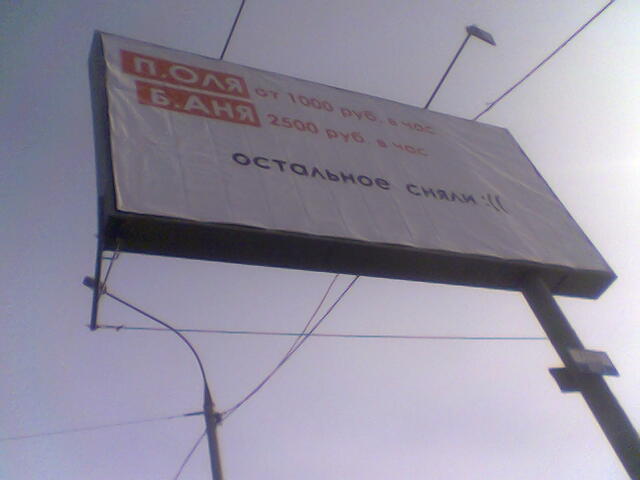 П.ОЛЯ от 1000 руб. в час
Б.АНЯ 2500 руб. в час
остальное сняли :((